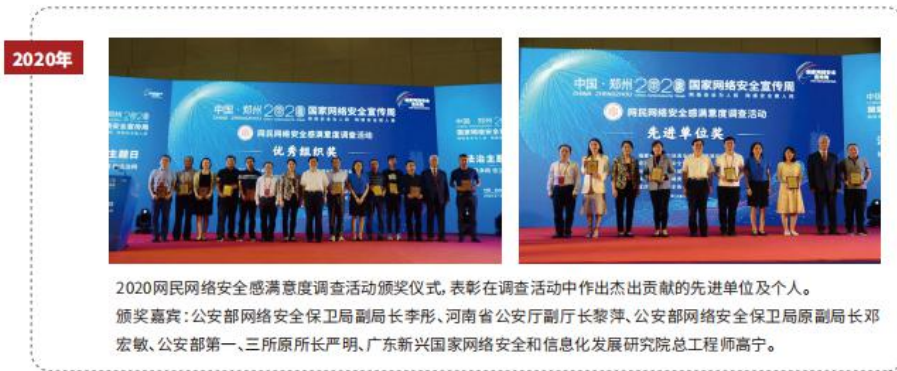 2020年
中国·郑州 2020 国家网络安全宣传周
网民网络安全感满意度调查活动
优秀组织奖
中国·郑州 2020 国家网络安全宣传周
网民网络安全感满意度调查活动
先进单位奖
2020网民网络安全感满意度调查活动颁奖仪式，表彰在调查活动中作出杰出贡献的先进单位及个人。
颁奖嘉宾：公安部网络安全保卫局副局长李彤、河南省公安厅副厅长黎萍、公安部网络安全保卫局原副局长邓
宏敏、公安部第一、三所原所长严明、广东新兴国家网络安全和信息化发展研究院总工程师高宁。